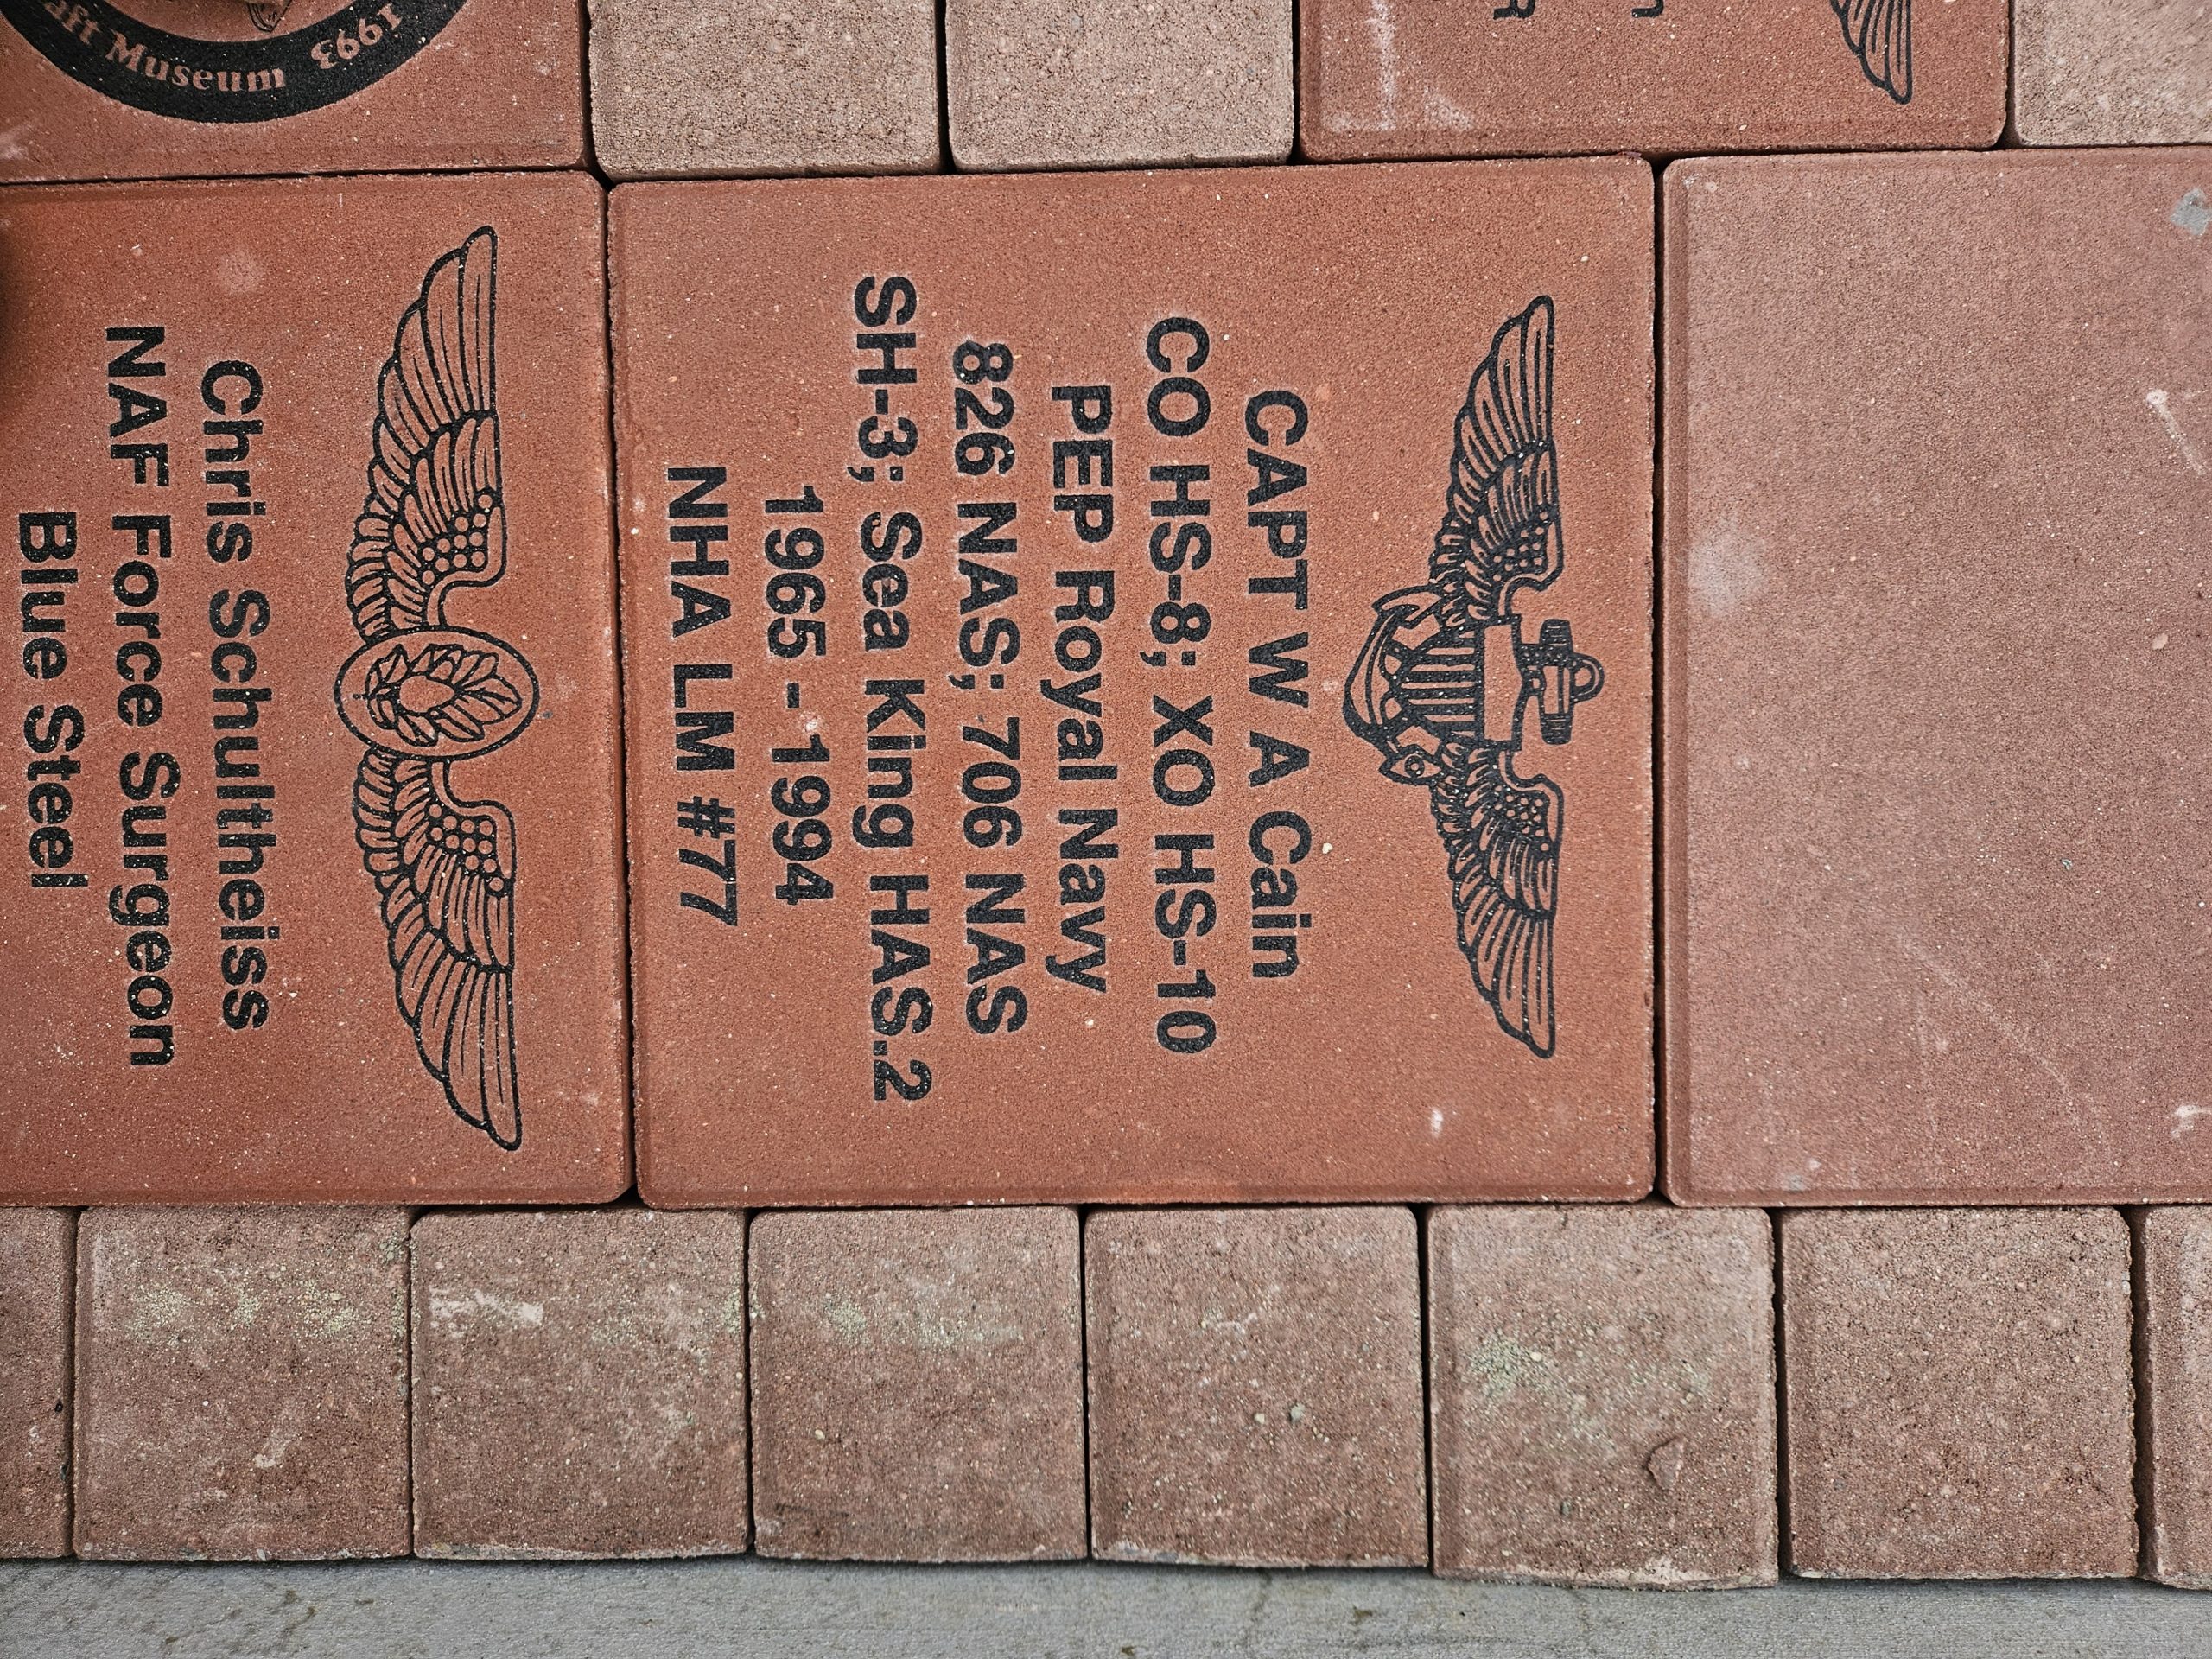 CAPT W A Cain
CO HS-8; XO HS-10
PEP Royal Navy
826 NAS; 706 NAS
SH-3; Sea King HAS.2
1965 - 1994
NHA LM #77
Chris Schultheiss
NAF Force Surgeon
Blue Steel
Museum 1993